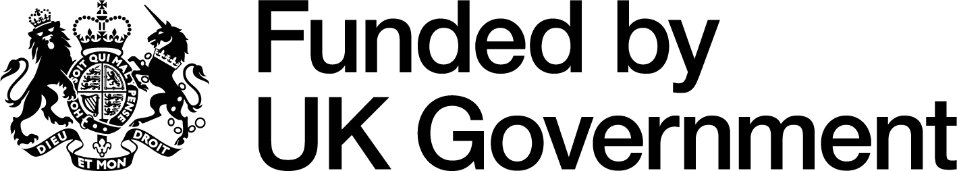 HONI SOIT QUI MAL Y PENSE
DIEU ET MON DROIT
Funded by
UK Government